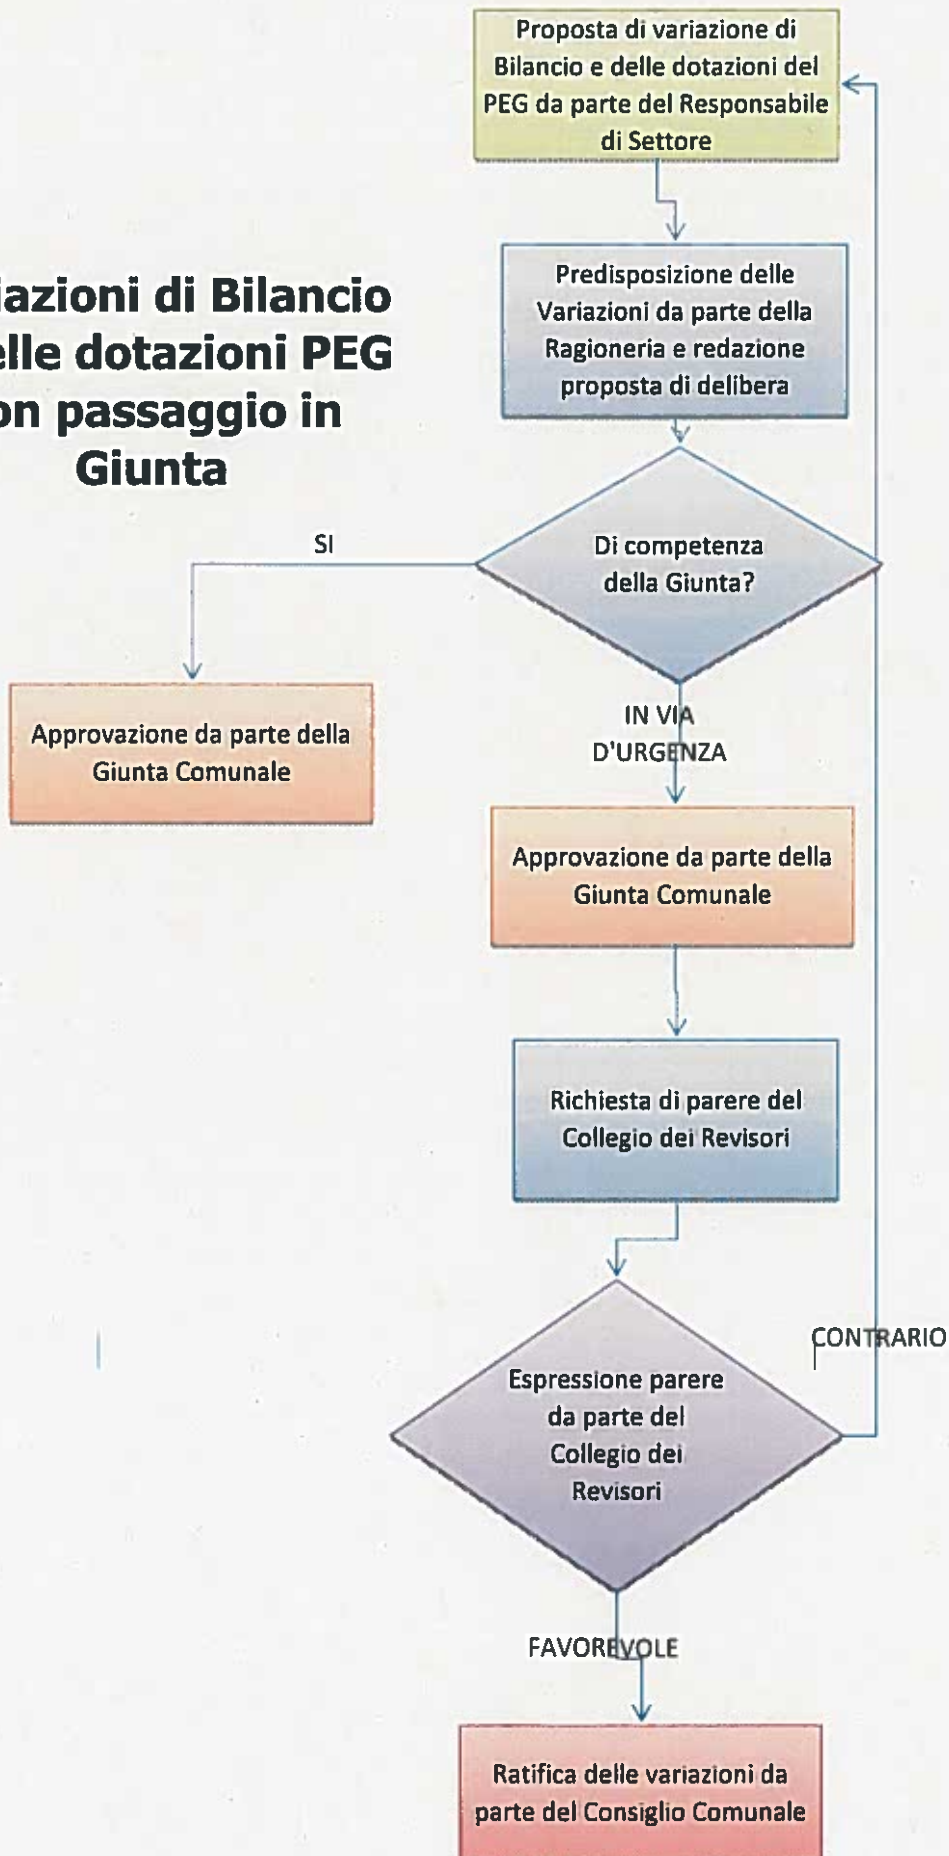 Proposta di variazione di
Bilancio e delle dotazioni del
PEG da parte del Responsabile
di Settore
Predisposizione delle
Variazioni da parte della
Ragioneria e redazione
proposta di delibera
iazioni di Bilancio
elle dotazioni PEG
on passaggio in
Giunta
SI
Di competenza
della Giunta?
IN VIA
D'URGENZA
Approvazione da parte della
Giunta Comunale
Approvazione da parte della
Giunta Comunale
Richiesta di parere del
Collegio dei Revisori
CONTRARIO
Espressione parere
da parte del
Collegio dei
Revisori
FAVOREVOLE
Ratifica delle variazioni da
parte del Consiglio Comunale